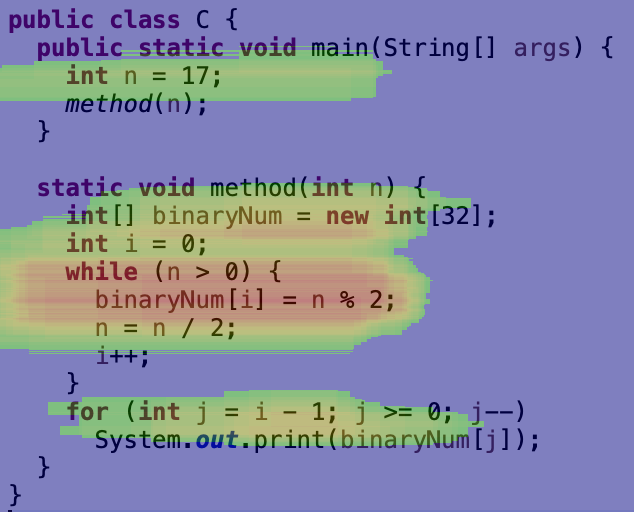 public class C {
  public static void main(String[] args) {
    int n = 17;
    method(n);
  }

  static void method(int n) {
    int[] binaryNum = new int[32];
    int i = 0;
    while (n > 0) {
      binaryNum[i] = n % 2;
      n = n / 2;
      i++;
    }
    for (int j = i - 1; j >= 0; j--)
      System.out.print(binaryNum[j]);
  }
}